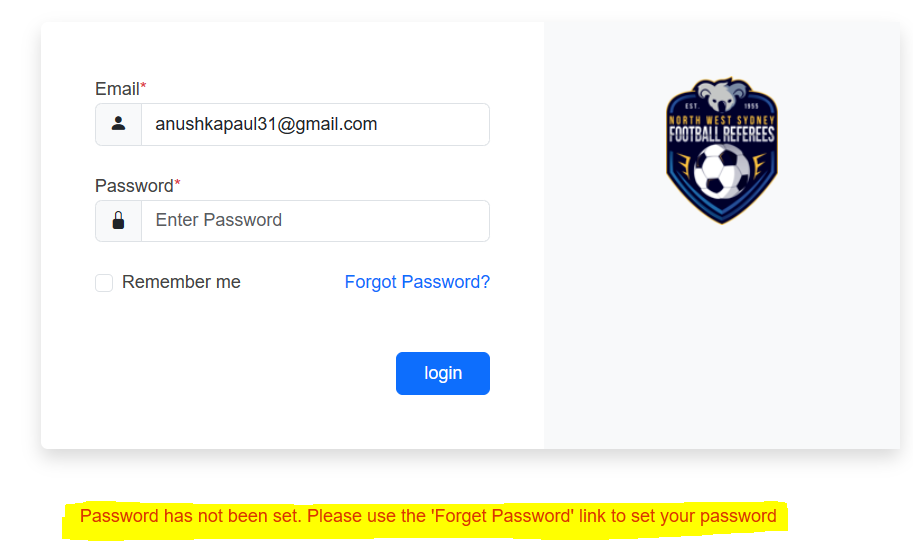 Email*
anushkapaul31@gmail.com
Password*
Enter Password
Remember me
Forgot Password?
login
EST. 1955
NORTH WEST SYDNEY
FOOTBALL REFEREES
Password has not been set. Please use the 'Forget Password' link to set your password